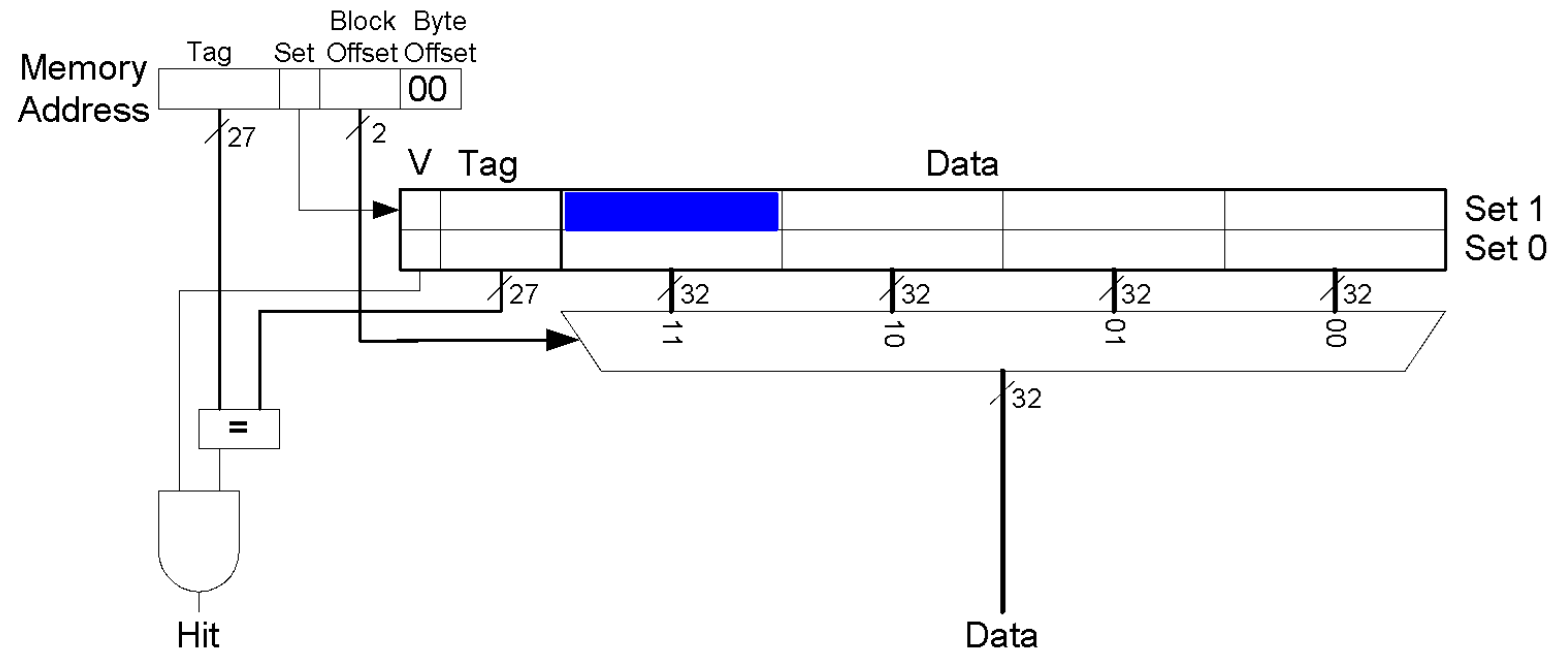 Block Byte
Tag Set Offset Offset
Memory
Address
00
27
2
V Tag Data
Set 1
Set 0
27 32 32 32 32
11 10 01 00
=
32
Hit Data